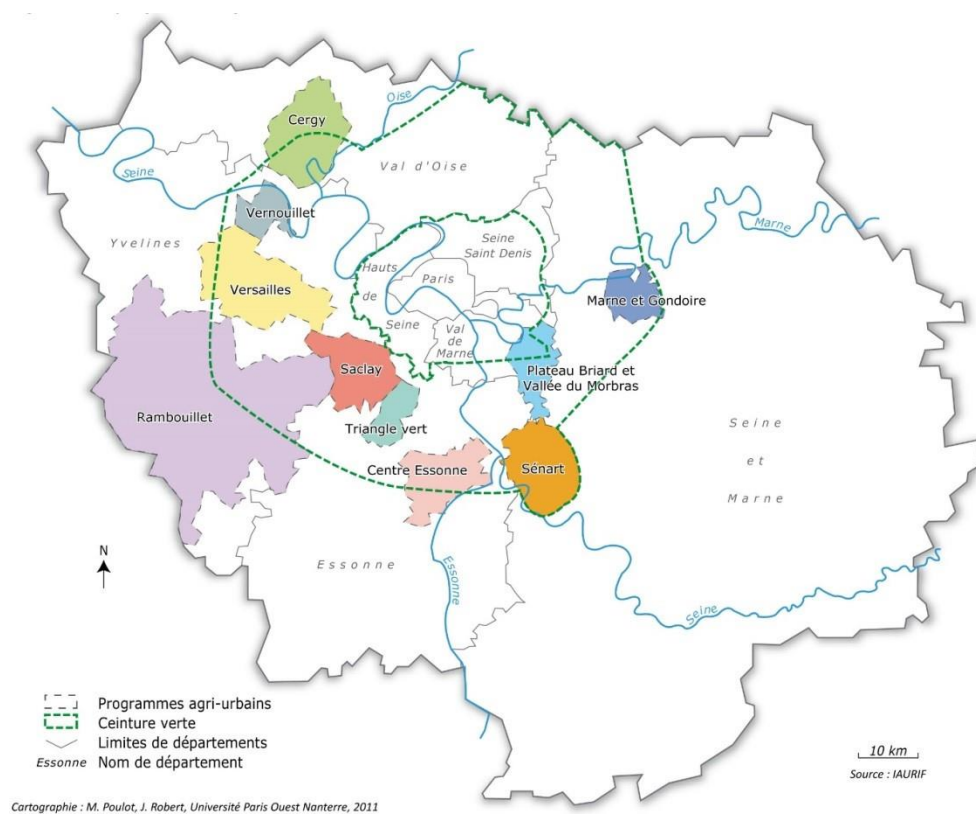 Oise
Cergy
Val d'Oise
Seine
Vernouillet
Marne
Yvelines
Seine
Saint Denis
Hauts
de
Seine
Paris
Versailles
Marne et Gondoire
Val
de
Marne
Saclay
Plateau Briard et
Vallée du Morbras
Rambouillet
Triangle vert
Seine
et
Marne
Centre Essonne
Sénart
N
Essonne
Essonne
Seine
Programmes agri-urbains
Ceinture verte
Limites de départements
Essonne Nom de département
10 km
Source : IAURIF
Cartographie : M. Poulot, J. Robert, Université Paris Ouest Nanterre, 2011